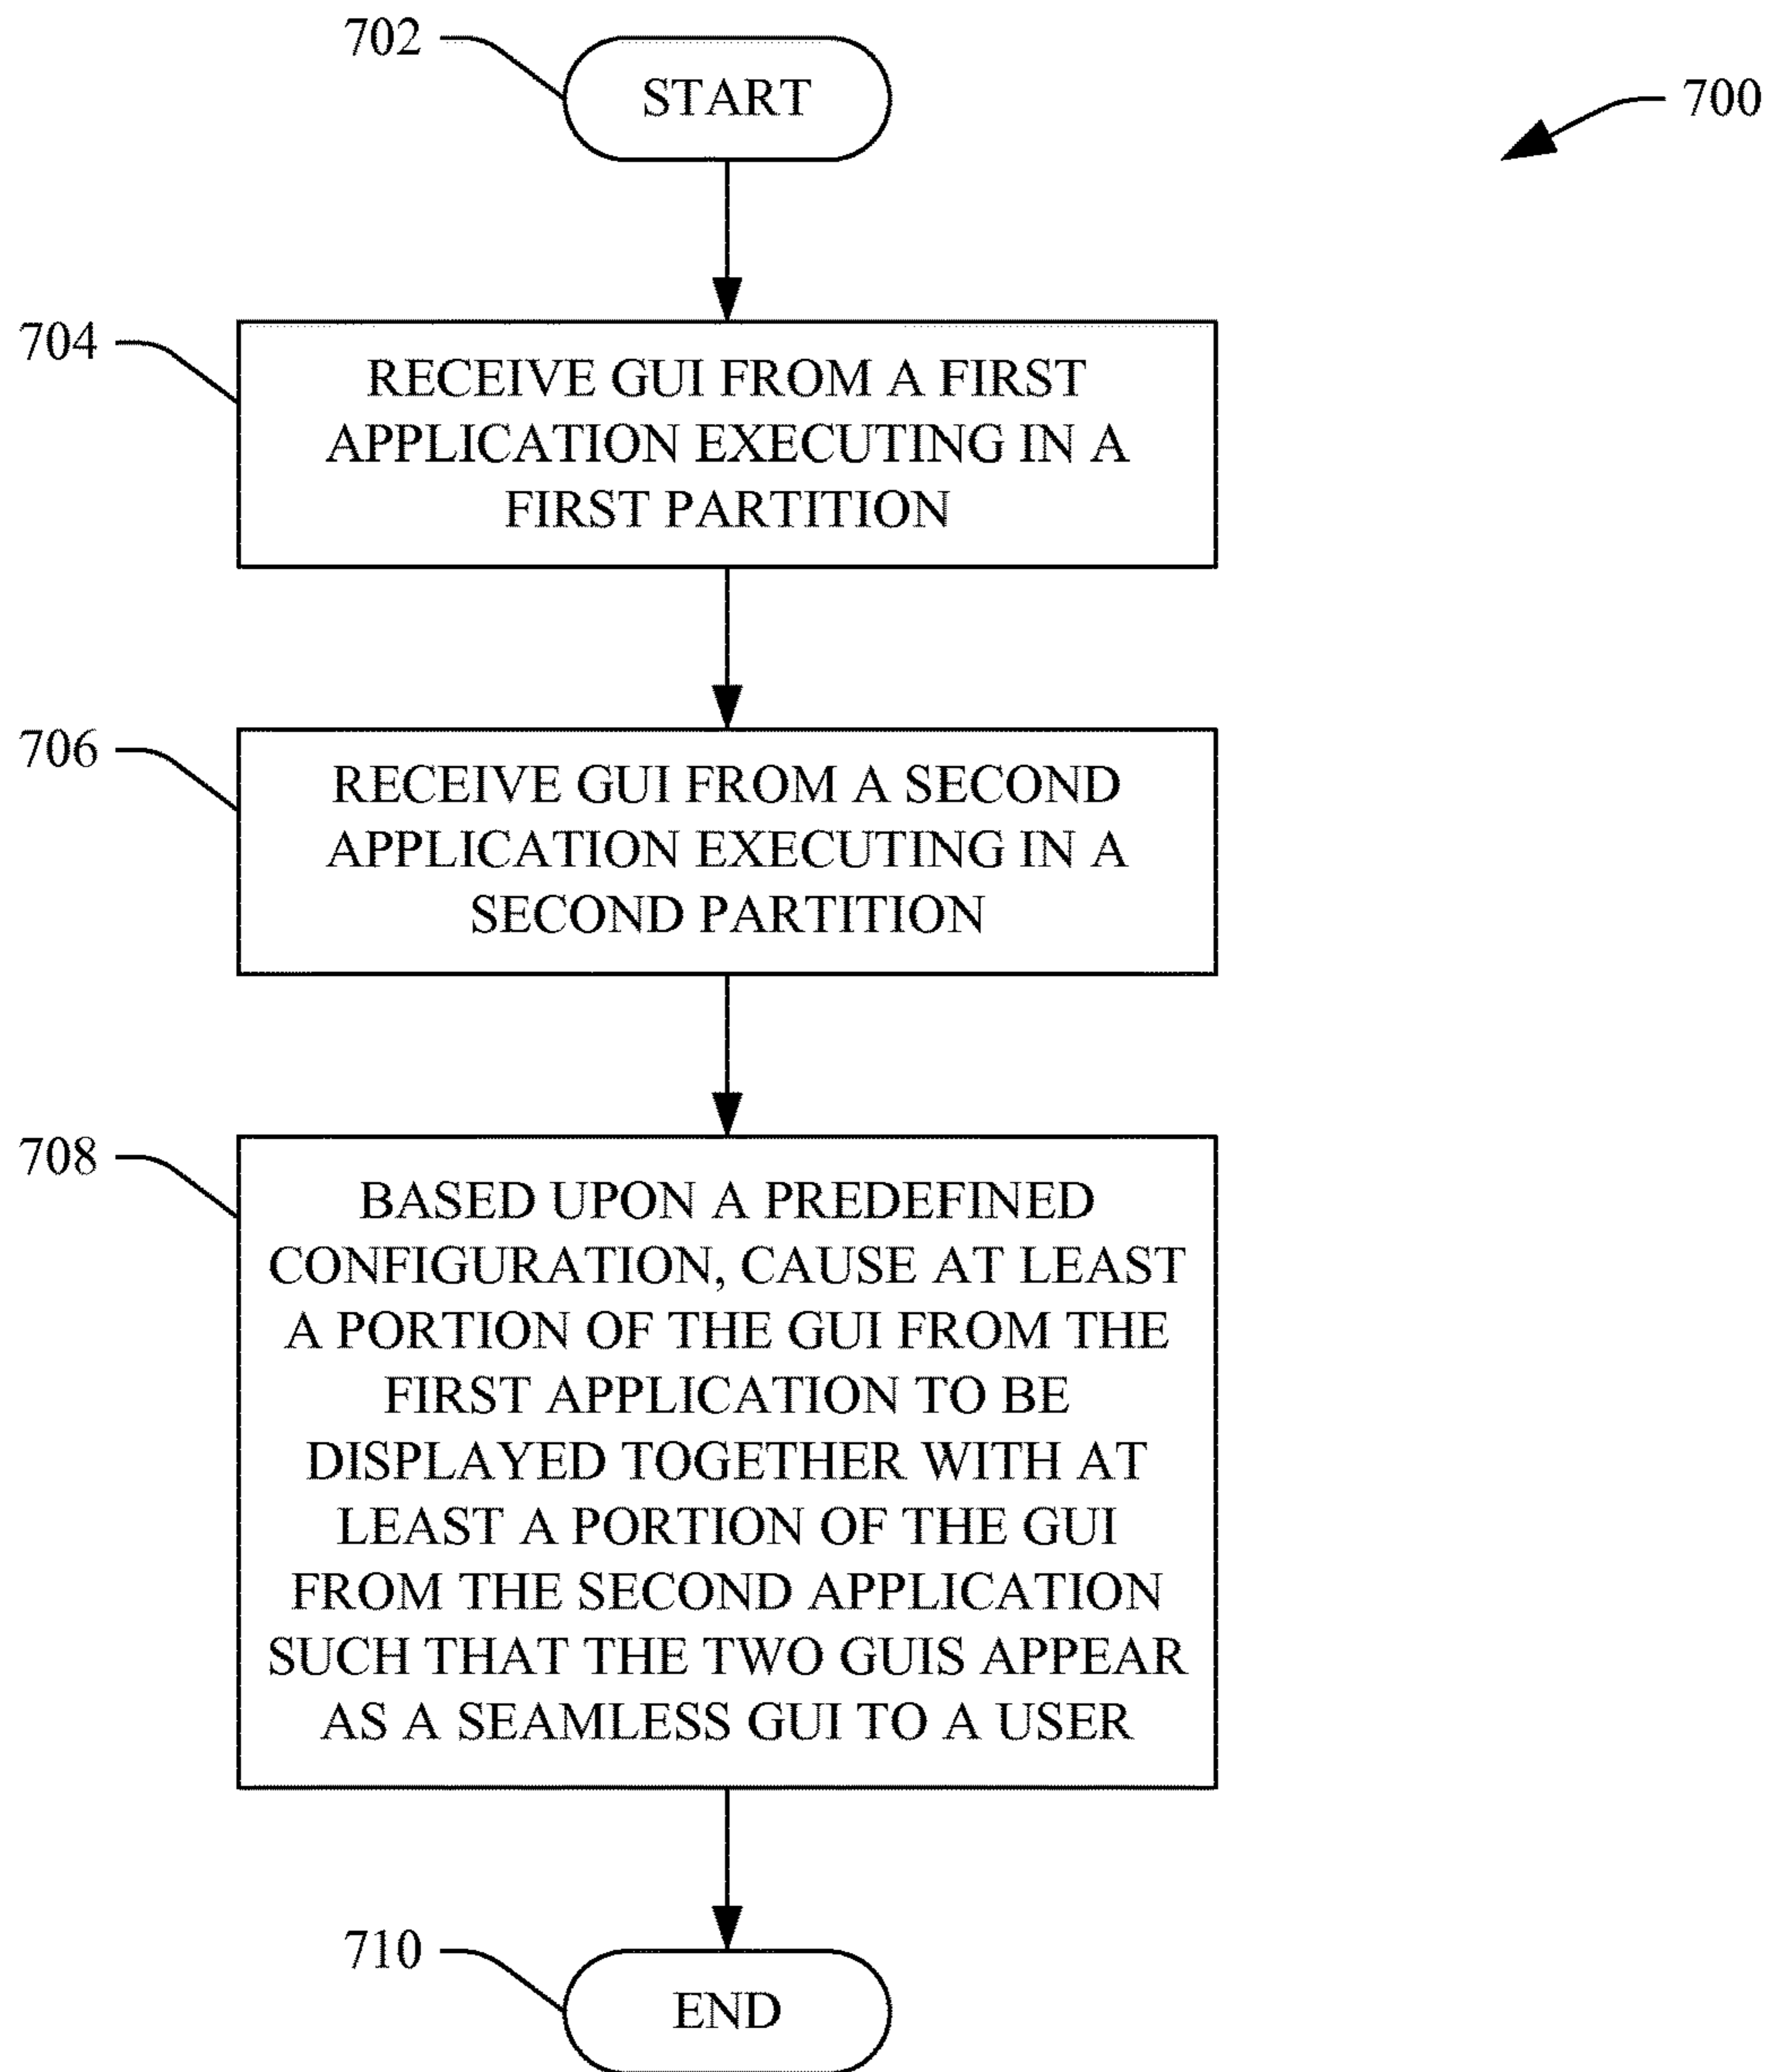 702
START
700
704
RECEIVE GUI FROM A FIRST
APPLICATION EXECUTING IN A
FIRST PARTITION
706
RECEIVE GUI FROM A SECOND
APPLICATION EXECUTING IN A
SECOND PARTITION
708
BASED UPON A PREDEFINED
CONFIGURATION, CAUSE AT LEAST
A PORTION OF THE GUI FROM THE
FIRST APPLICATION TO BE
DISPLAYED TOGETHER WITH AT
LEAST A PORTION OF THE GUI
FROM THE SECOND APPLICATION
SUCH THAT THE TWO GUIS APPEAR
AS A SEAMLESS GUI TO A USER
710
END